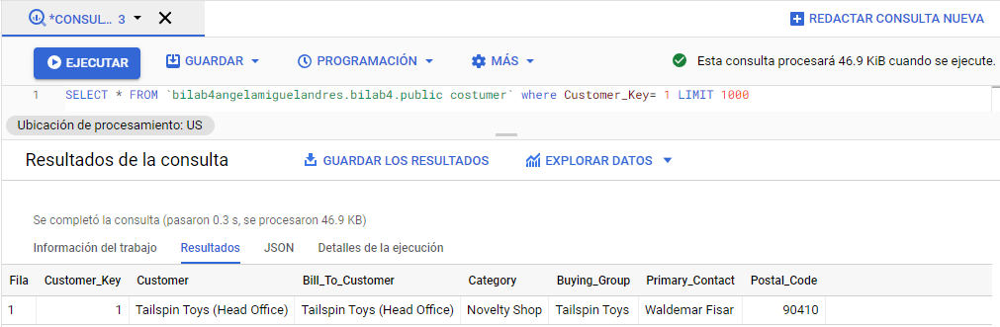 *CONSUL... 3
REDACTAR CONSULTA NUEVA
EJECUTAR GUARDAR PROGRAMACIÓN MÁS Esta consulta procesará 46.9 KiB cuando se ejecute.
1 SELECT * FROM `bilab4angelamiguelandres.bilab4.public costumer` where Customer_Key= 1 LIMIT 1000
Ubicación de procesamiento: US
Resultados de la consulta GUARDAR LOS RESULTADOS EXPLORAR DATOS
Se completó la consulta (pasaron 0.3 s, se procesaron 46.9 KB)
Información del trabajo Resultados JSON Detalles de la ejecución
Fila Customer_Key Customer Bill_To_Customer Category Buying_Group Primary_Contact Postal_Code
1 1 Tailspin Toys (Head Office) Tailspin Toys (Head Office) Novelty Shop Tailspin Toys Waldemar Fisar 90410